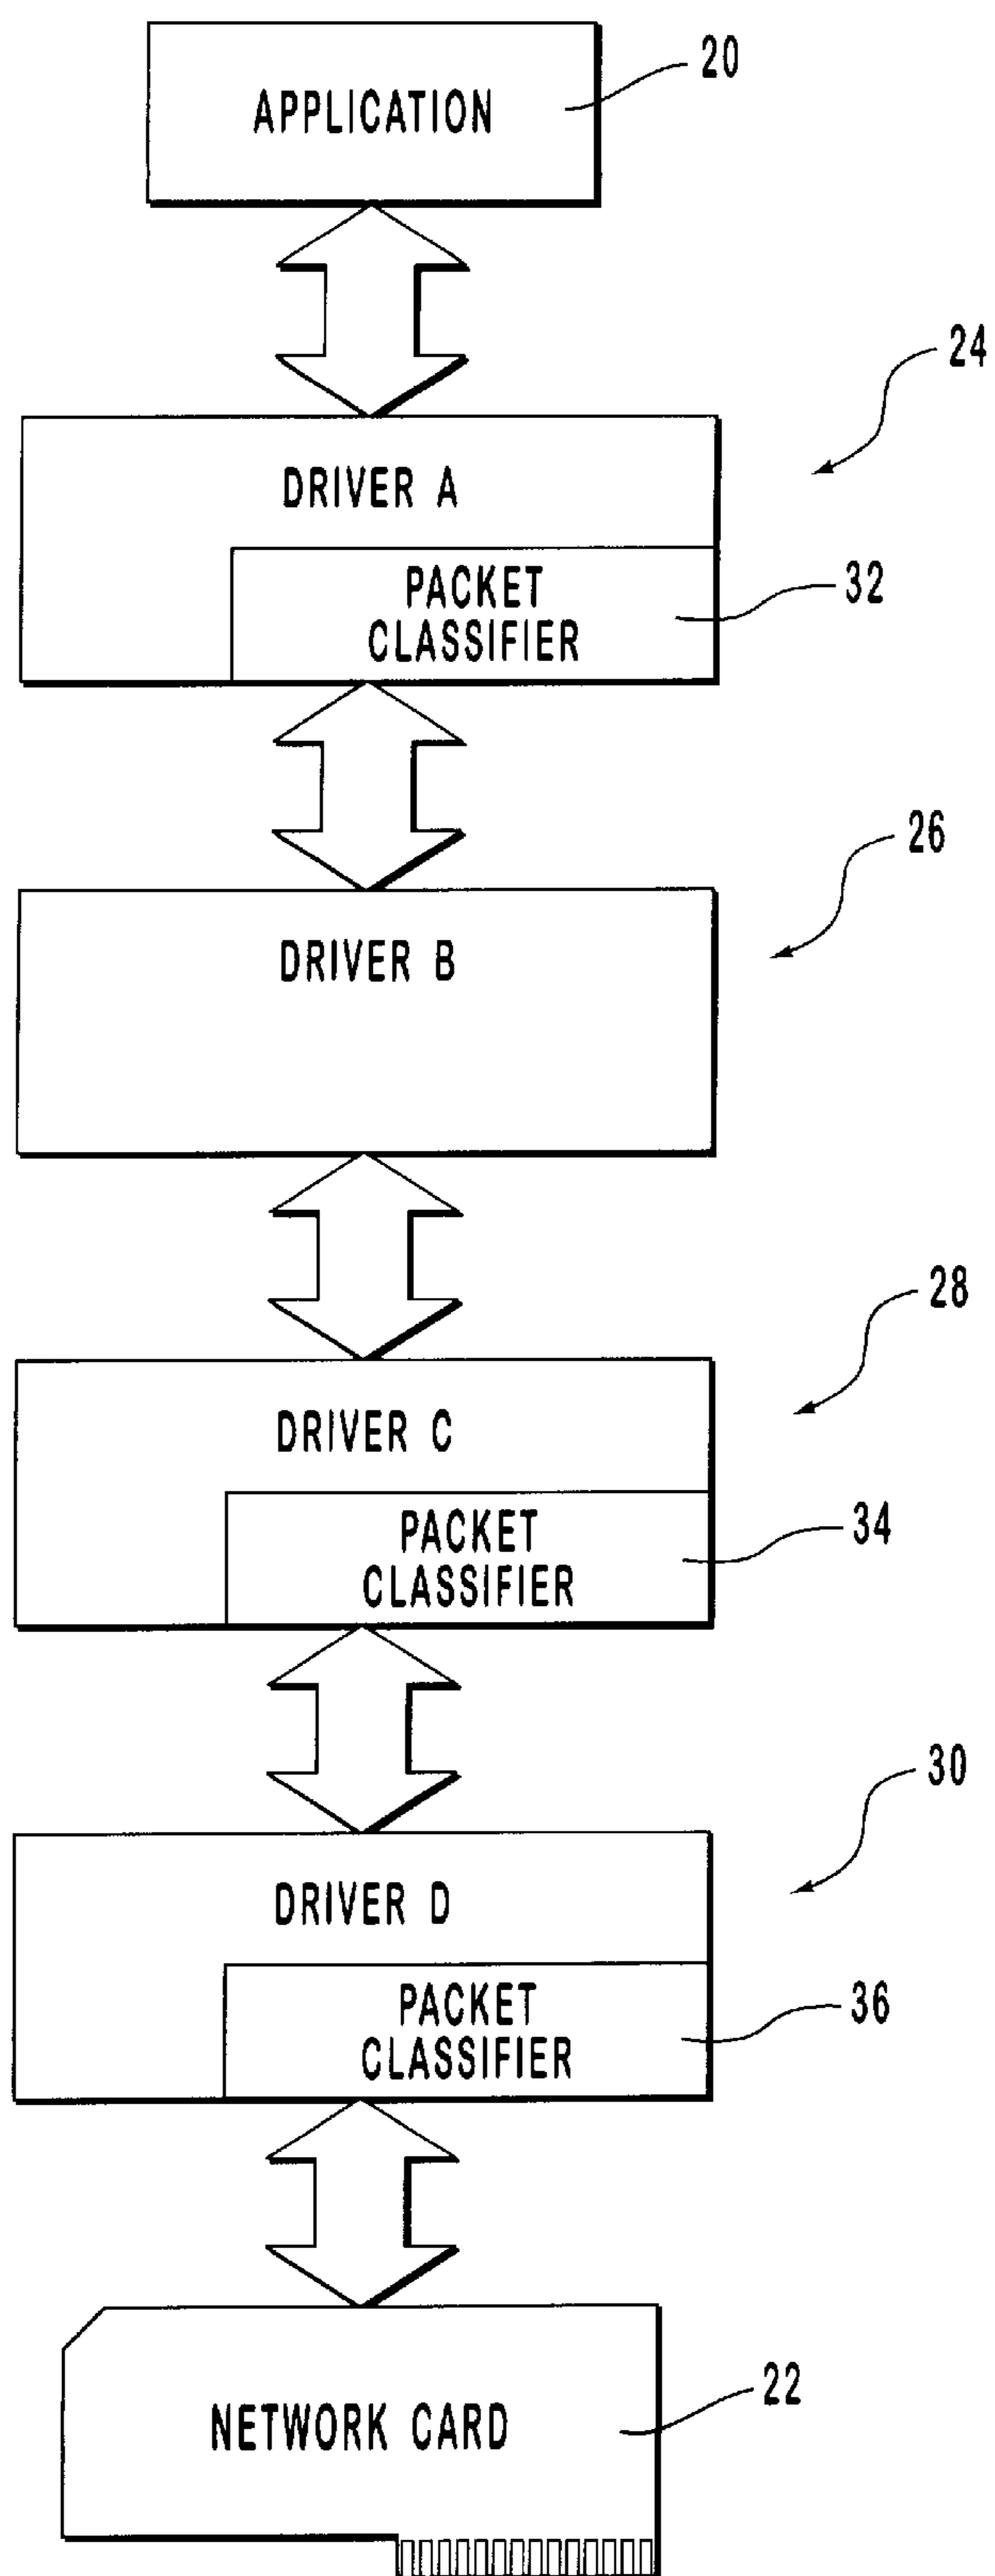 APPLICATION
20
24
DRIVER A
PACKET
CLASSIFIER
32
26
DRIVER B
28
DRIVER C
PACKET
CLASSIFIER
34
30
DRIVER D
PACKET
CLASSIFIER
36
NETWORK CARD
22